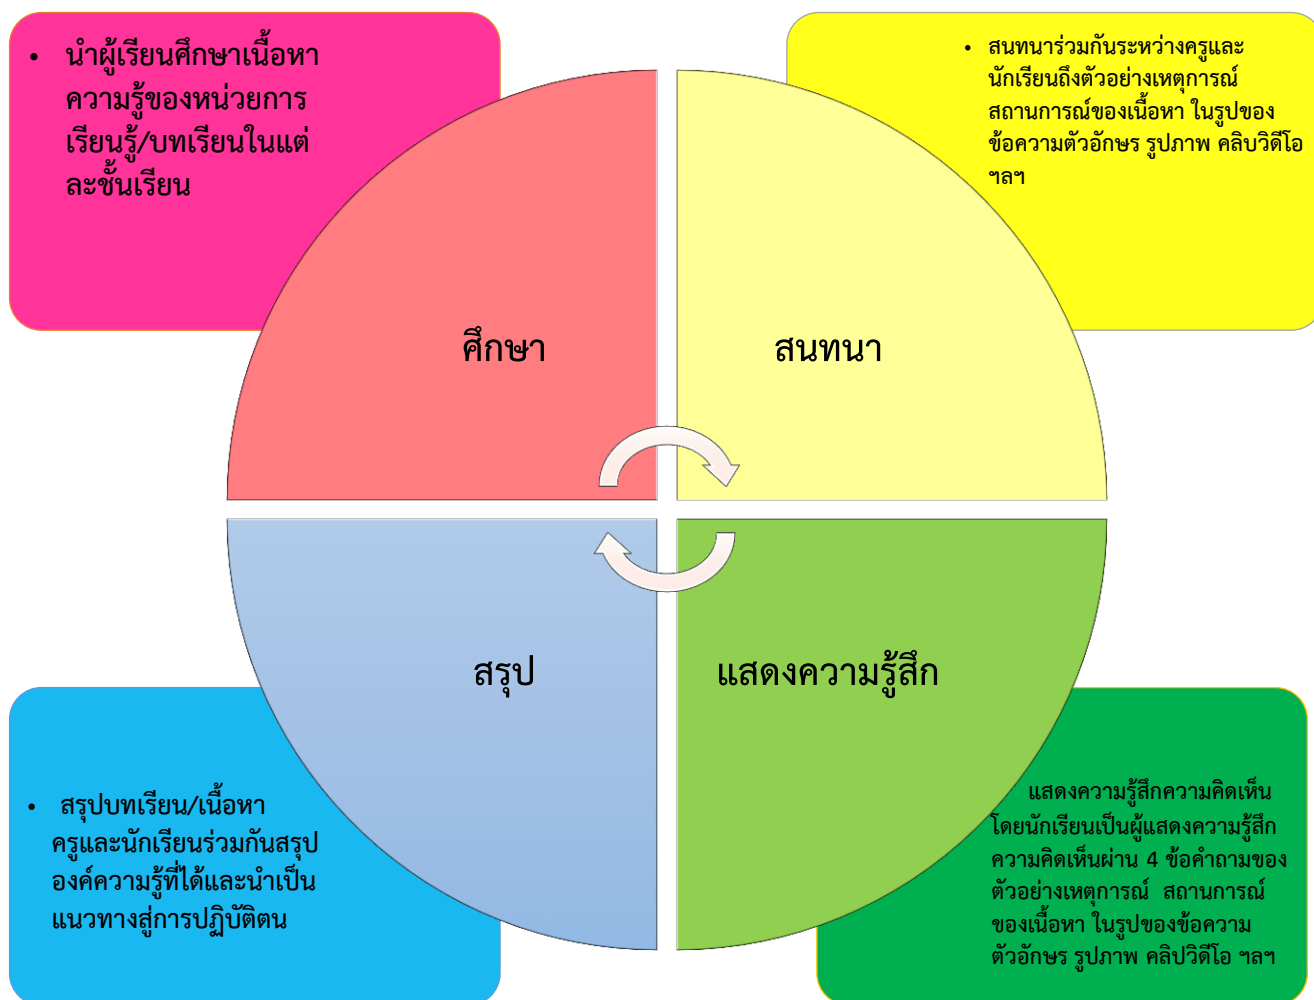 • นำผู้เรียนศึกษาเนื้อหา
ความรู้ของหน่วยการ
เรียนรู้/บทเรียนในแต่
ละชั้นเรียน
• สนทนาร่วมกันระหว่างครูและ
นักเรียนถึงตัวอย่างเหตุการณ์
สถานการณ์ของเนื้อหา ในรูปของ
ข้อความตัวอักษร รูปภาพ คลิบวิดีโอ
ฯลฯ
ศึกษา
สนทนา
สรุป
แสดงความรู้สึก
• สรุปบทเรียน/เนื้อหา
ครูและนักเรียนร่วมกันสรุป
องค์ความรู้ที่ได้และนำเป็น
แนวทางสู่การปฏิบัติตน
แสดงความรู้สึกความคิดเห็น
โดยนักเรียนเป็นผู้แสดงความรู้สึก
ความคิดเห็นผ่าน 4 ข้อคำถามของ
ตัวอย่างเหตุการณ์ สถานการณ์
ของเนื้อหา ในรูปของข้อความ
ตัวอักษร รูปภาพ คลิปวิดีโอ ฯลฯ